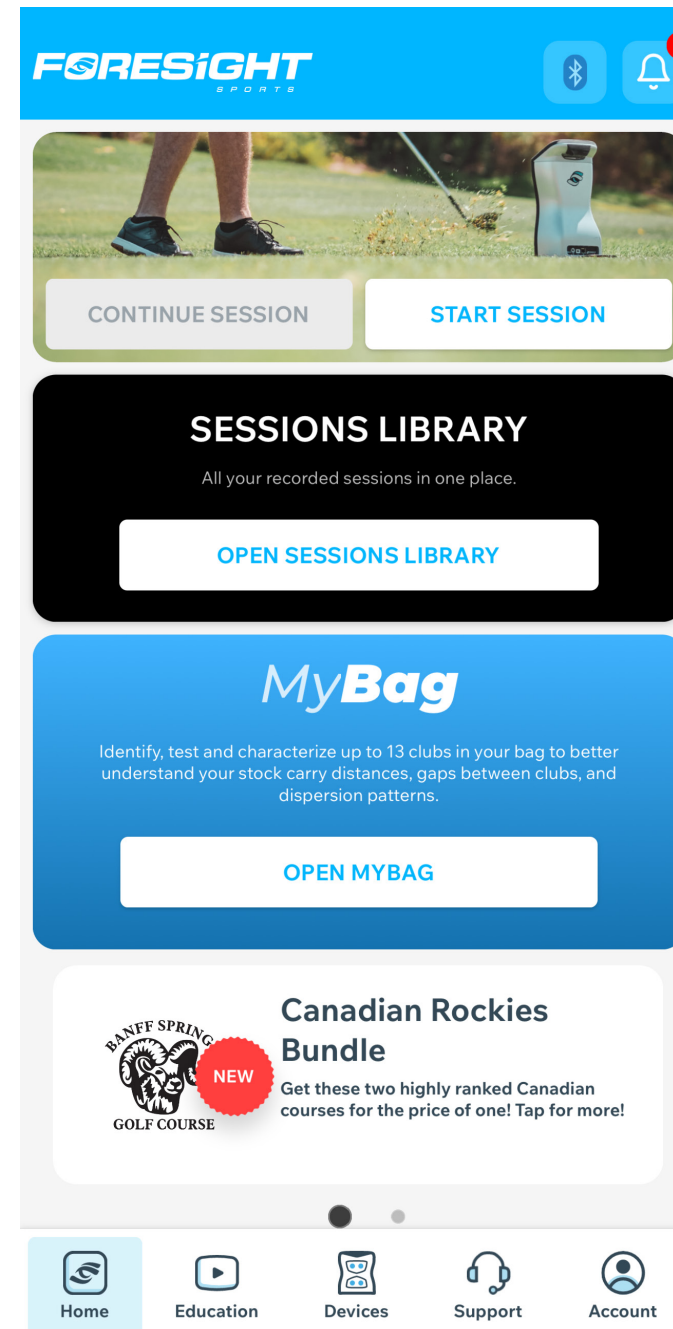 FORESiGHT
SPORTS
CONTINUE SESSION
START SESSION
SESSIONS LIBRARY
All your recorded sessions in one place.
OPEN SESSIONS LIBRARY
MyBag
Identify, test and characterize up to 13 clubs in your bag to better
understand your stock carry distances, gaps between clubs, and
dispersion patterns.
OPEN MYBAG
BANFF SPRING
GOLF COURSE
NEW
Canadian Rockies
Bundle
Get these two highly ranked Canadian
courses for the price of one! Tap for more!
Home
Education
Devices
Support
Account